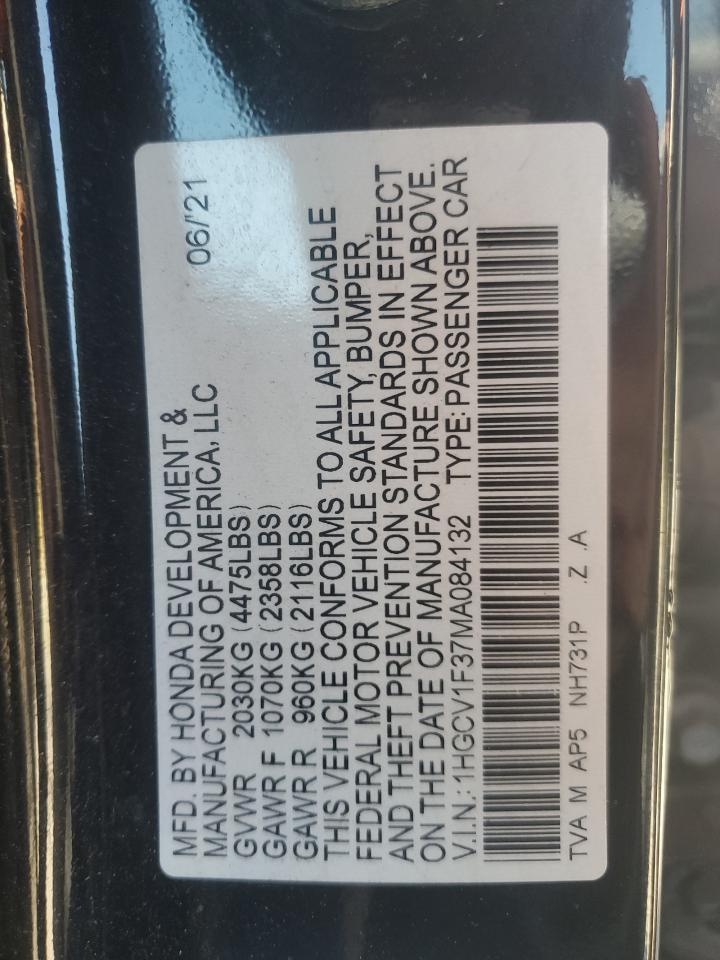 MFD. BY HONDA DEVELOPMENT &
MANUFACTURING OF AMERICA, LLC 06/'21
GVWR 2030KG (4475LBS)
GAWR F 1070KG (2358LBS)
GAWR R 960KG (2116LBS)
THIS VEHICLE CONFORMS TO ALL APPLICABLE
FEDERAL MOTOR VEHICLE SAFETY, BUMPER,
AND THEFT PREVENTION STANDARDS IN EFFECT
ON THE DATE OF MANUFACTURE SHOWN ABOVE.
V.I.N.: 1HGCV1F37MA084132 TYPE: PASSENGER CAR
TVA M AP5 NH731P .Z .A